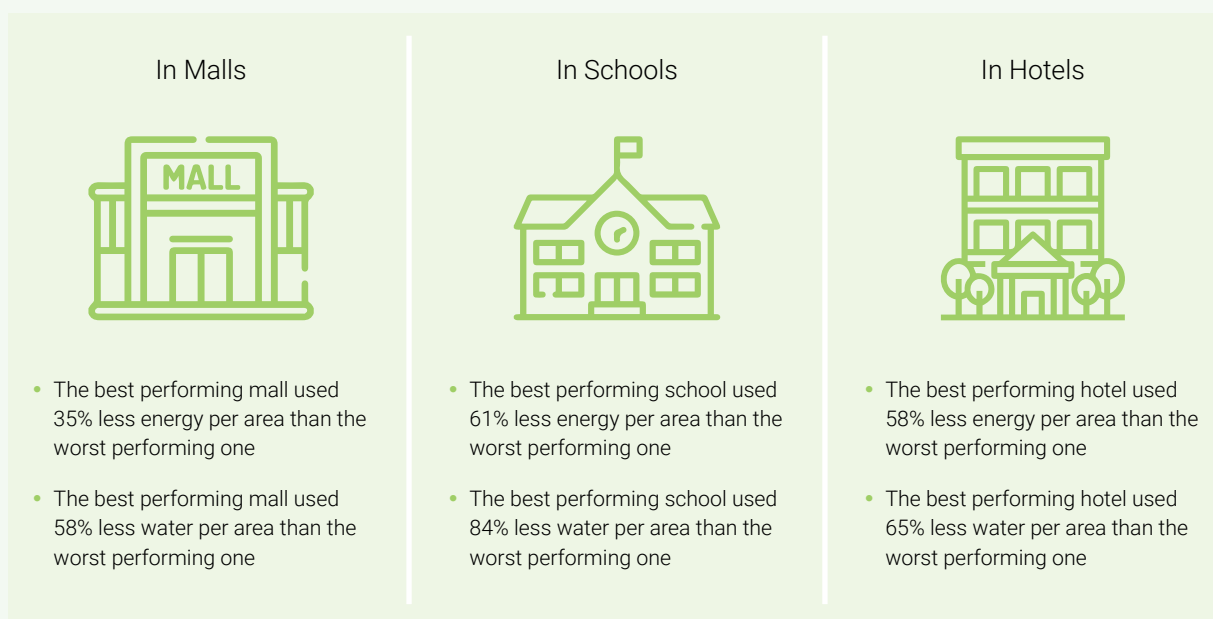 In Malls
MALL
• The best performing mall used
35% less energy per area than the
worst performing one
• The best performing mall used
58% less water per area than the
worst performing one
In Schools
• The best performing school used
61% less energy per area than the
worst performing one
• The best performing school used
84% less water per area than the
worst performing one
In Hotels
• The best performing hotel used
58% less energy per area than the
worst performing one
• The best performing hotel used
65% less water per area than the
worst performing one